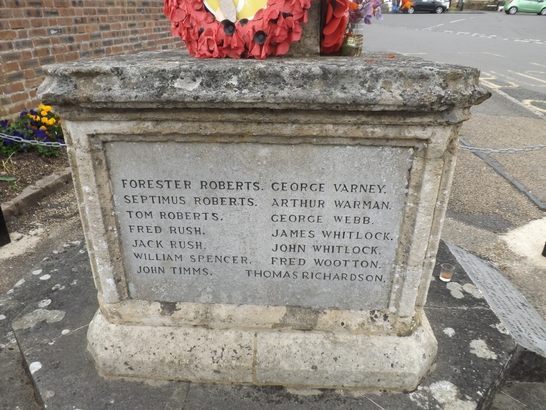 FORESTER ROBERTS. GEORGE VARNEY.
SEPTIMUS ROBERTS. ARTHUR WARMAN.
TOM ROBERTS. GEORGE WEBB.
FRED RUSH. JAMES WHITLOCK.
JACK RUSH. JOHN WHITLOCK.
WILLIAM SPENCER. FRED WOOTTON.
JOHN TIMMS. THOMAS RICHARDSON.